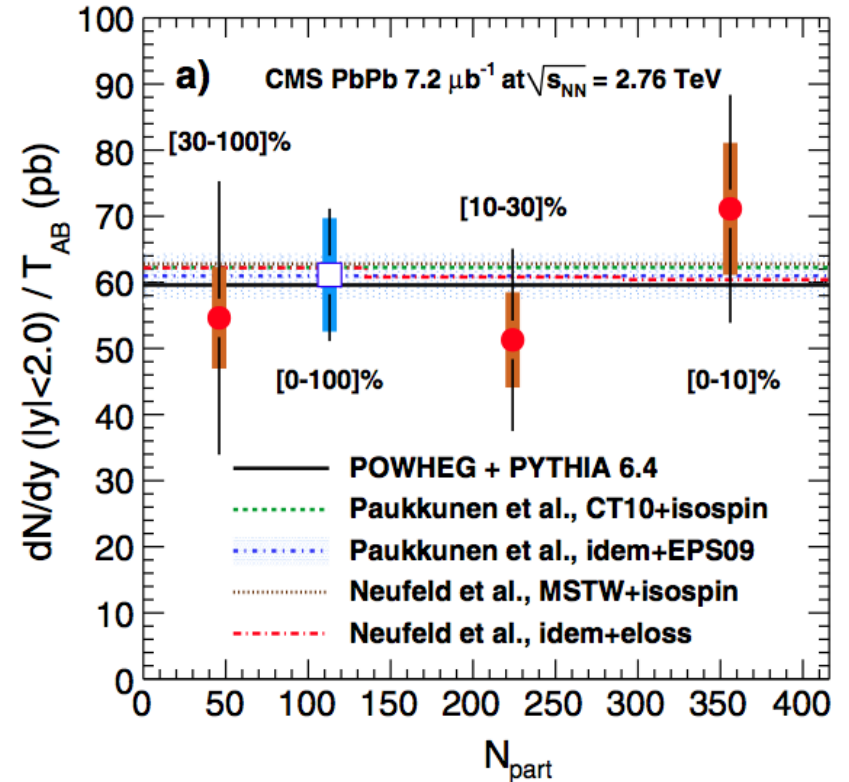 a)
CMS PbPb 7.2 μb⁻¹ at √s_NN = 2.76 TeV
[30-100]%
[10-30]%
[0-100]%
[0-10]%
POWHEG + PYTHIA 6.4
Paukkunen et al., CT10+isospin
Paukkunen et al., idem+EPS09
Neufeld et al., MSTW+isospin
Neufeld et al., idem+eloss
dN/dy (|y|<2.0) / T_AB (pb)
100
90
80
70
60
50
40
30
20
10
0
0 50 100 150 200 250 300 350 400
N_part